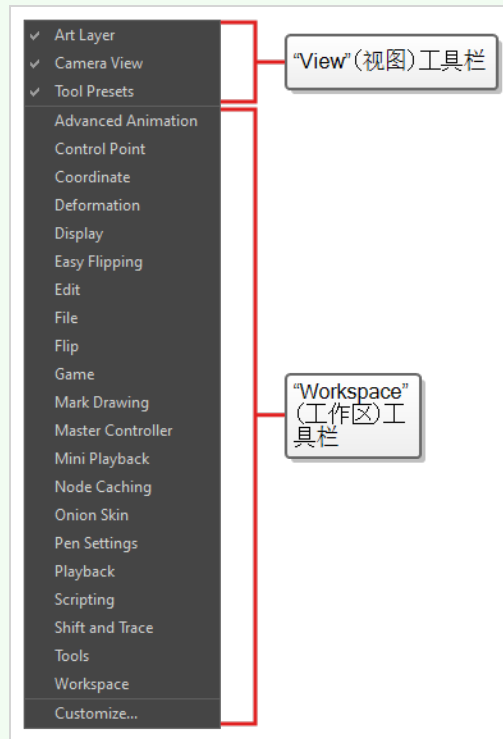 Art Layer
Camera View
Tool Presets
Advanced Animation
Control Point
Coordinate
Deformation
Display
Easy Flipping
Edit
File
Flip
Game
Mark Drawing
Master Controller
Mini Playback
Node Caching
Onion Skin
Pen Settings
Playback
Scripting
Shift and Trace
Tools
Workspace
Customize...
“View”(视图)工具栏
“Workspace”
(工作区)工
具栏